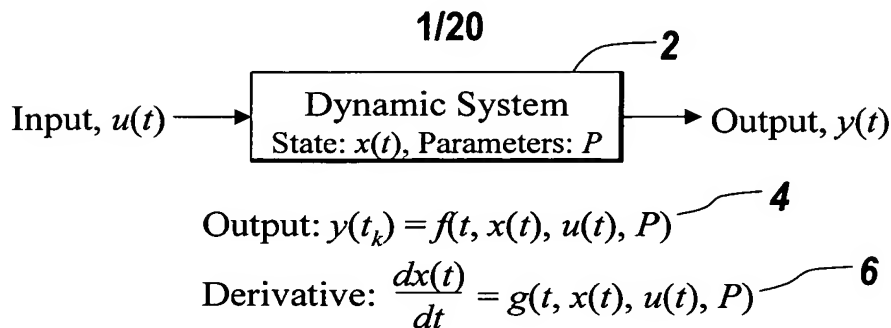 1/20
2
Input, u(t)
Dynamic System
State: x(t), Parameters: P
Output, y(t)
Output: y(t_k) = f(t, x(t), u(t), P)
4
Derivative: dx(t)/dt = g(t, x(t), u(t), P)
6